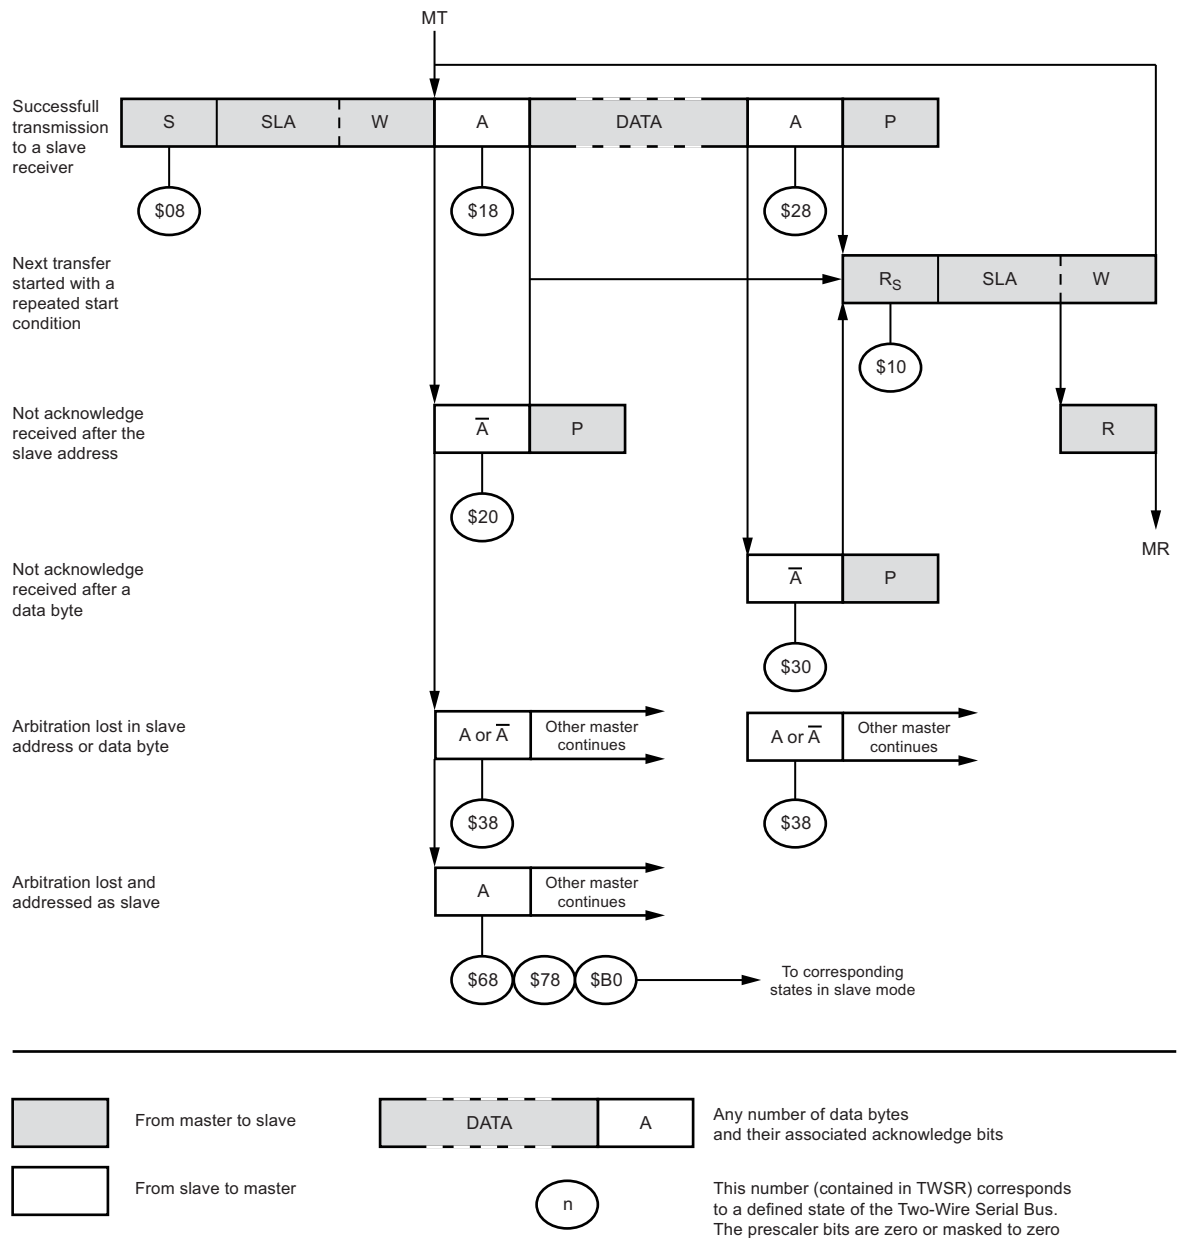 MT
Successfull
transmission
to a slave
receiver
S SLA W A DATA A P
$08 $18 $28
Next transfer
started with a
repeated start
condition
RS SLA W
$10
Not acknowledge
received after the
slave address
A̅ P
R
$20
MR
Not acknowledge
received after a
data byte
A̅ P
$30
Arbitration lost in slave
address or data byte
A or A̅
Other master
continues
A or A̅
Other master
continues
$38 $38
Arbitration lost and
addressed as slave
A
Other master
continues
$68 $78 $B0
To corresponding
states in slave mode
From master to slave
DATA A
Any number of data bytes
and their associated acknowledge bits
From slave to master
n
This number (contained in TWSR) corresponds
to a defined state of the Two-Wire Serial Bus.
The prescaler bits are zero or masked to zero